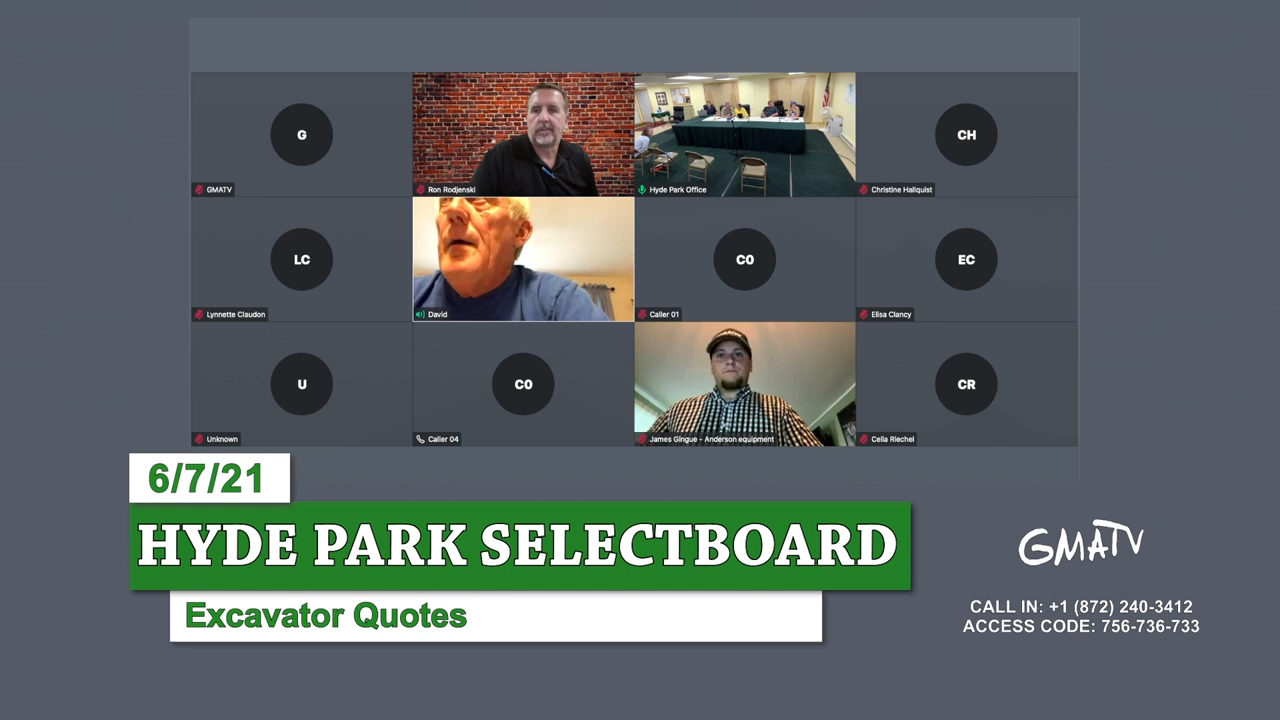 G
GMATV
Ron Rodjenski
Hyde Park Office
CH
Christine Hallquist
LC
Lynnette Claudon
David
C0
Caller 01
EC
Elisa Clancy
U
Unknown
C0
Caller 04
James Gingue - Anderson equipment
CR
Celia Riechel
6/7/21
HYDE PARK SELECTBOARD
Excavator Quotes
GMATV
CALL IN: +1 (872) 240-3412
ACCESS CODE: 756-736-733